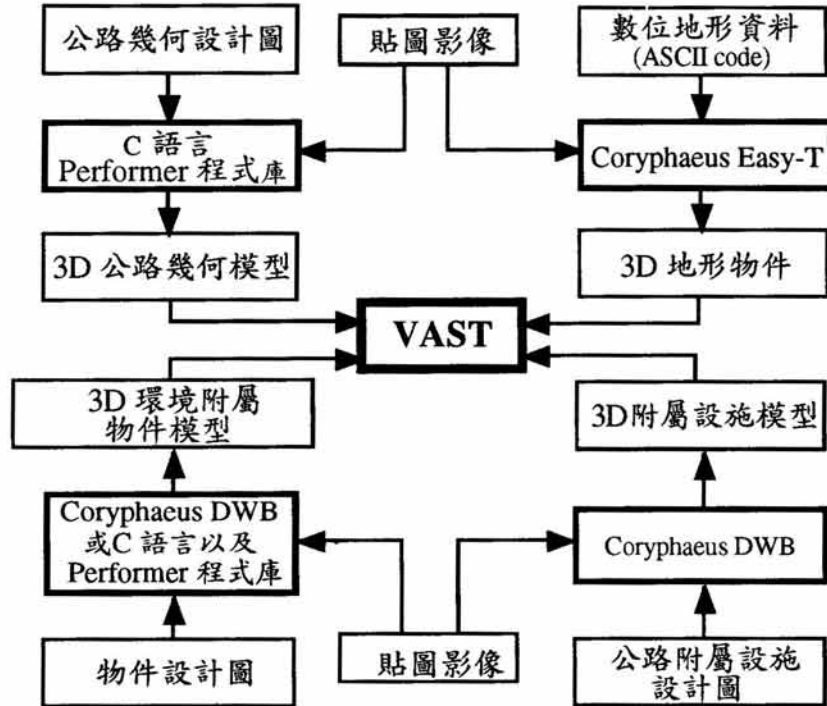 公路幾何設計圖
貼圖影像
數位地形資料
(ASCII code)
C 語言
Performer 程式庫
Coryphaeus Easy-T
3D 公路幾何模型
3D 地形物件
VAST
3D 環境附屬
物件模型
3D附屬設施模型
Coryphaeus DWB
或C 語言以及
Performer 程式庫
Coryphaeus DWB
物件設計圖
貼圖影像
公路附屬設施
設計圖